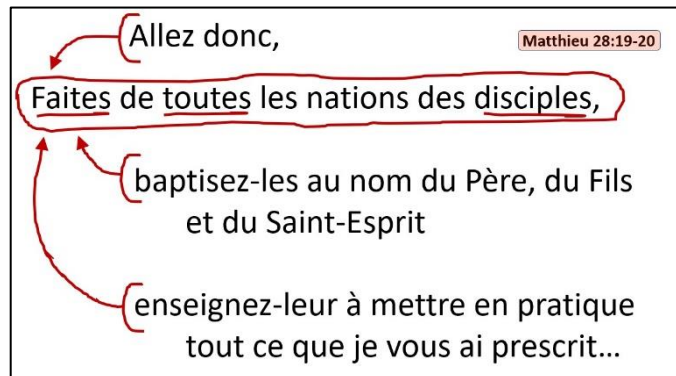 Allez donc,
Matthieu 28:19-20
Faites de toutes les nations des disciples,
baptisez-les au nom du Père, du Fils
et du Saint-Esprit
enseignez-leur à mettre en pratique
tout ce que je vous ai prescrit...